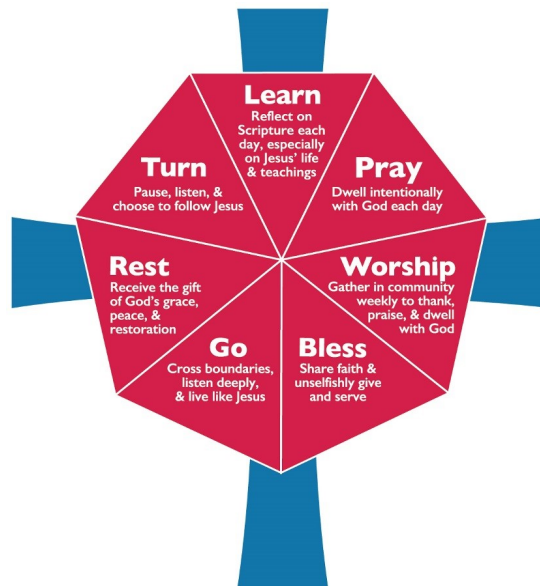 Learn
Reflect on
Scripture each
day, especially
on Jesus' life
& teachings
Turn
Pause, listen, &
choose to follow Jesus
Pray
Dwell intentionally
with God each day
Rest
Receive the gift
of God's grace,
peace, &
restoration
Worship
Gather in community
weekly to thank,
praise, & dwell
with God
Go
Cross boundaries,
listen deeply,
& live like Jesus
Bless
Share faith &
unselfishly give
and serve